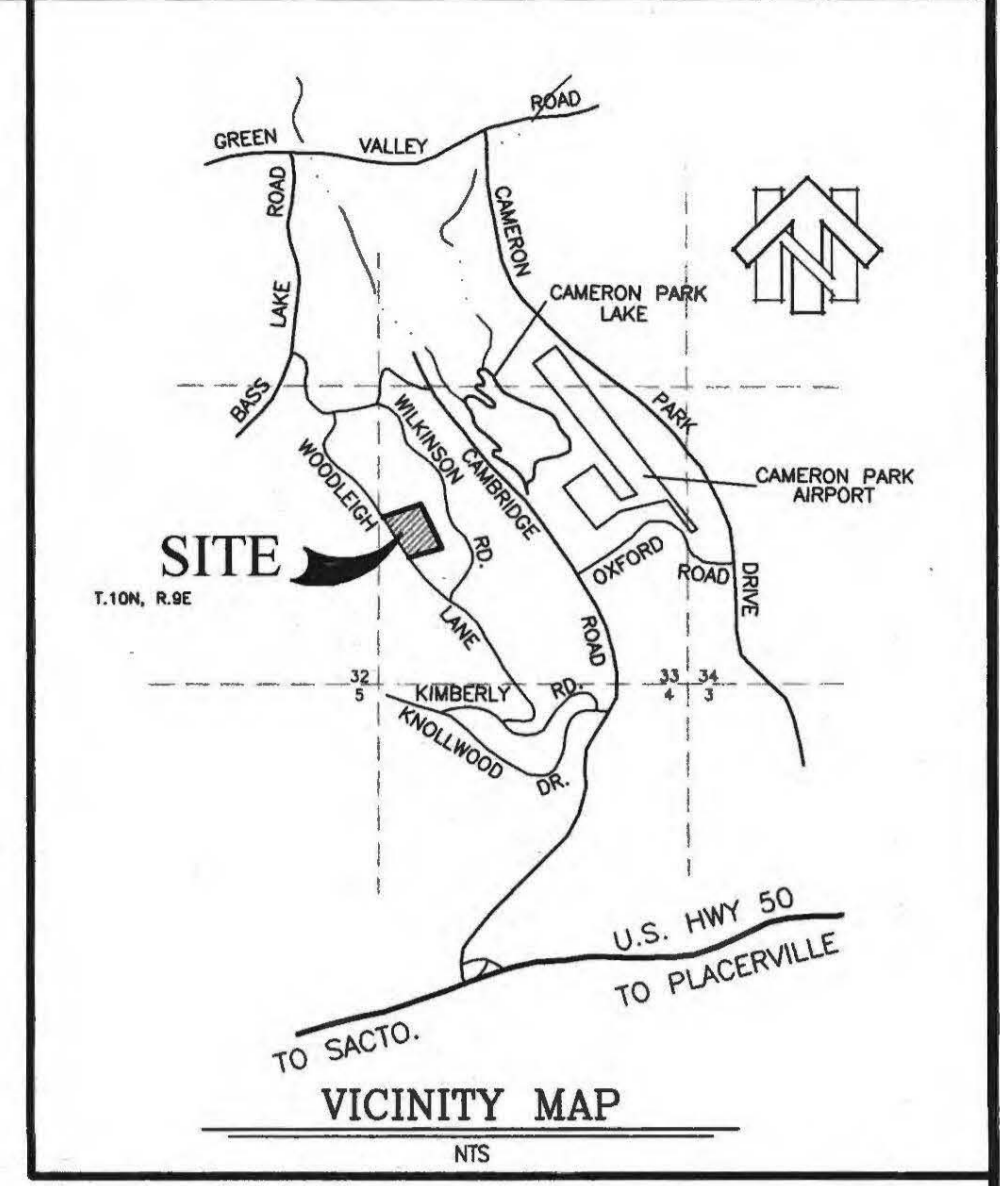 GREEN VALLEY ROAD
BASS LAKE ROAD
CAMERON PARK DRIVE
CAMERON PARK
LAKE
WOODLEIGH LANE
WILKINSON RD.
CAMBRIDGE ROAD
CAMERON PARK
AIRPORT
OXFORD ROAD
SITE
T.10N, R.9E
32
5
33 34
4 3
KIMBERLY RD.
KNOLLWOOD DR.
U.S. HWY 50
TO PLACERVILLE
TO SACTO.
VICINITY MAP
NTS